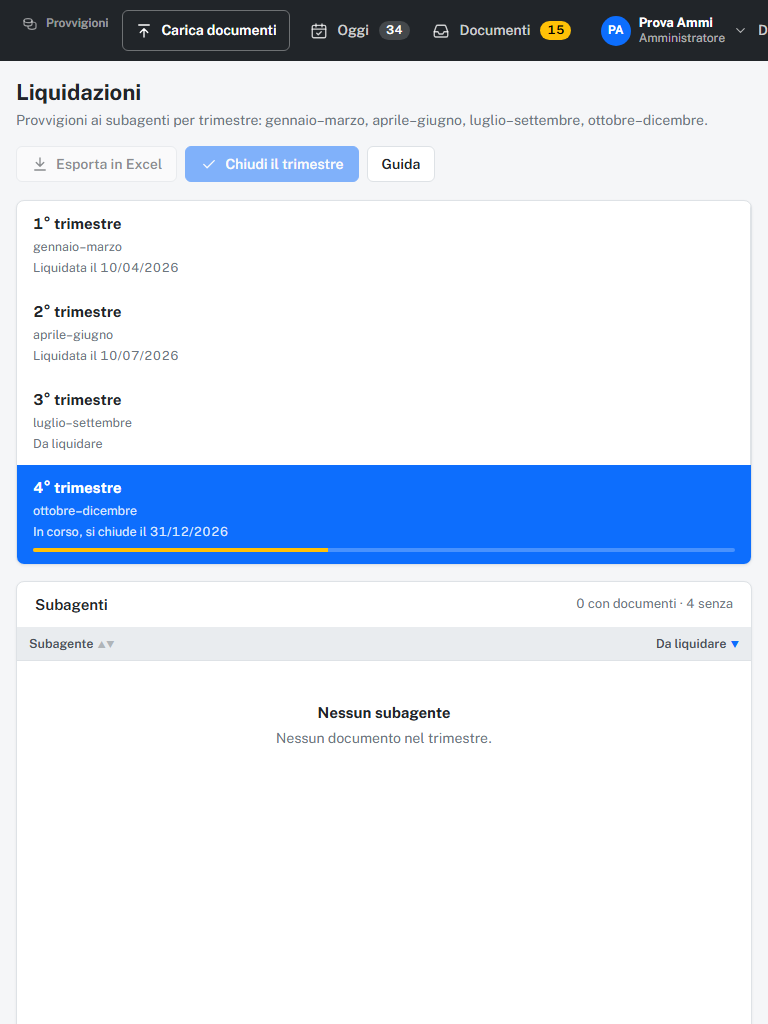 Provvigioni
Carica documenti
Oggi 34
Documenti 15
PA
Prova Ammi
Amministratore
D
Liquidazioni
Provvigioni ai subagenti per trimestre: gennaio–marzo, aprile–giugno, luglio–settembre, ottobre–dicembre.
Esporta in Excel
Chiudi il trimestre
Guida
1° trimestre
gennaio–marzo
Liquidata il 10/04/2026
2° trimestre
aprile–giugno
Liquidata il 10/07/2026
3° trimestre
luglio–settembre
Da liquidare
4° trimestre
ottobre–dicembre
In corso, si chiude il 31/12/2026
Subagenti
0 con documenti · 4 senza
Subagente ▲▼
Da liquidare ▼
Nessun subagente
Nessun documento nel trimestre.